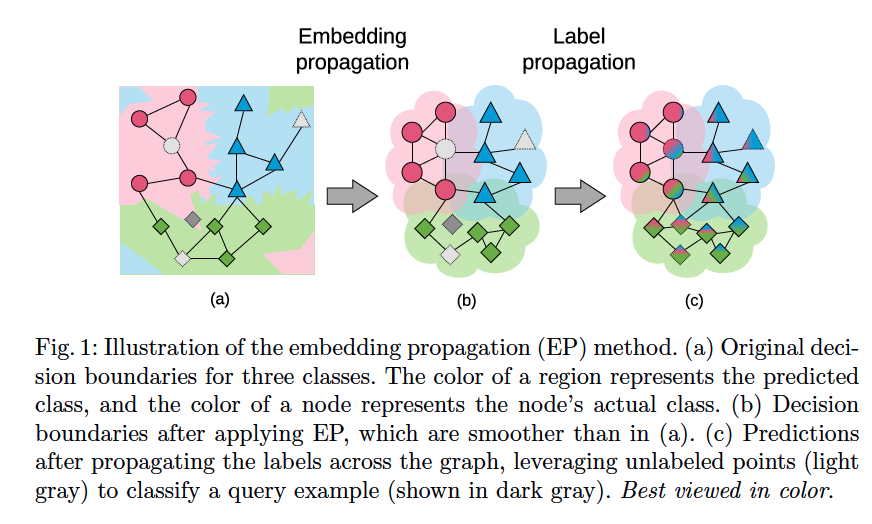 Embedding
propagation
Label
propagation
(a)
(b)
(c)
Fig. 1: Illustration of the embedding propagation (EP) method. (a) Original deci-
sion boundaries for three classes. The color of a region represents the predicted
class, and the color of a node represents the node's actual class. (b) Decision
boundaries after applying EP, which are smoother than in (a). (c) Predictions
after propagating the labels across the graph, leveraging unlabeled points (light
gray) to classify a query example (shown in dark gray). Best viewed in color.